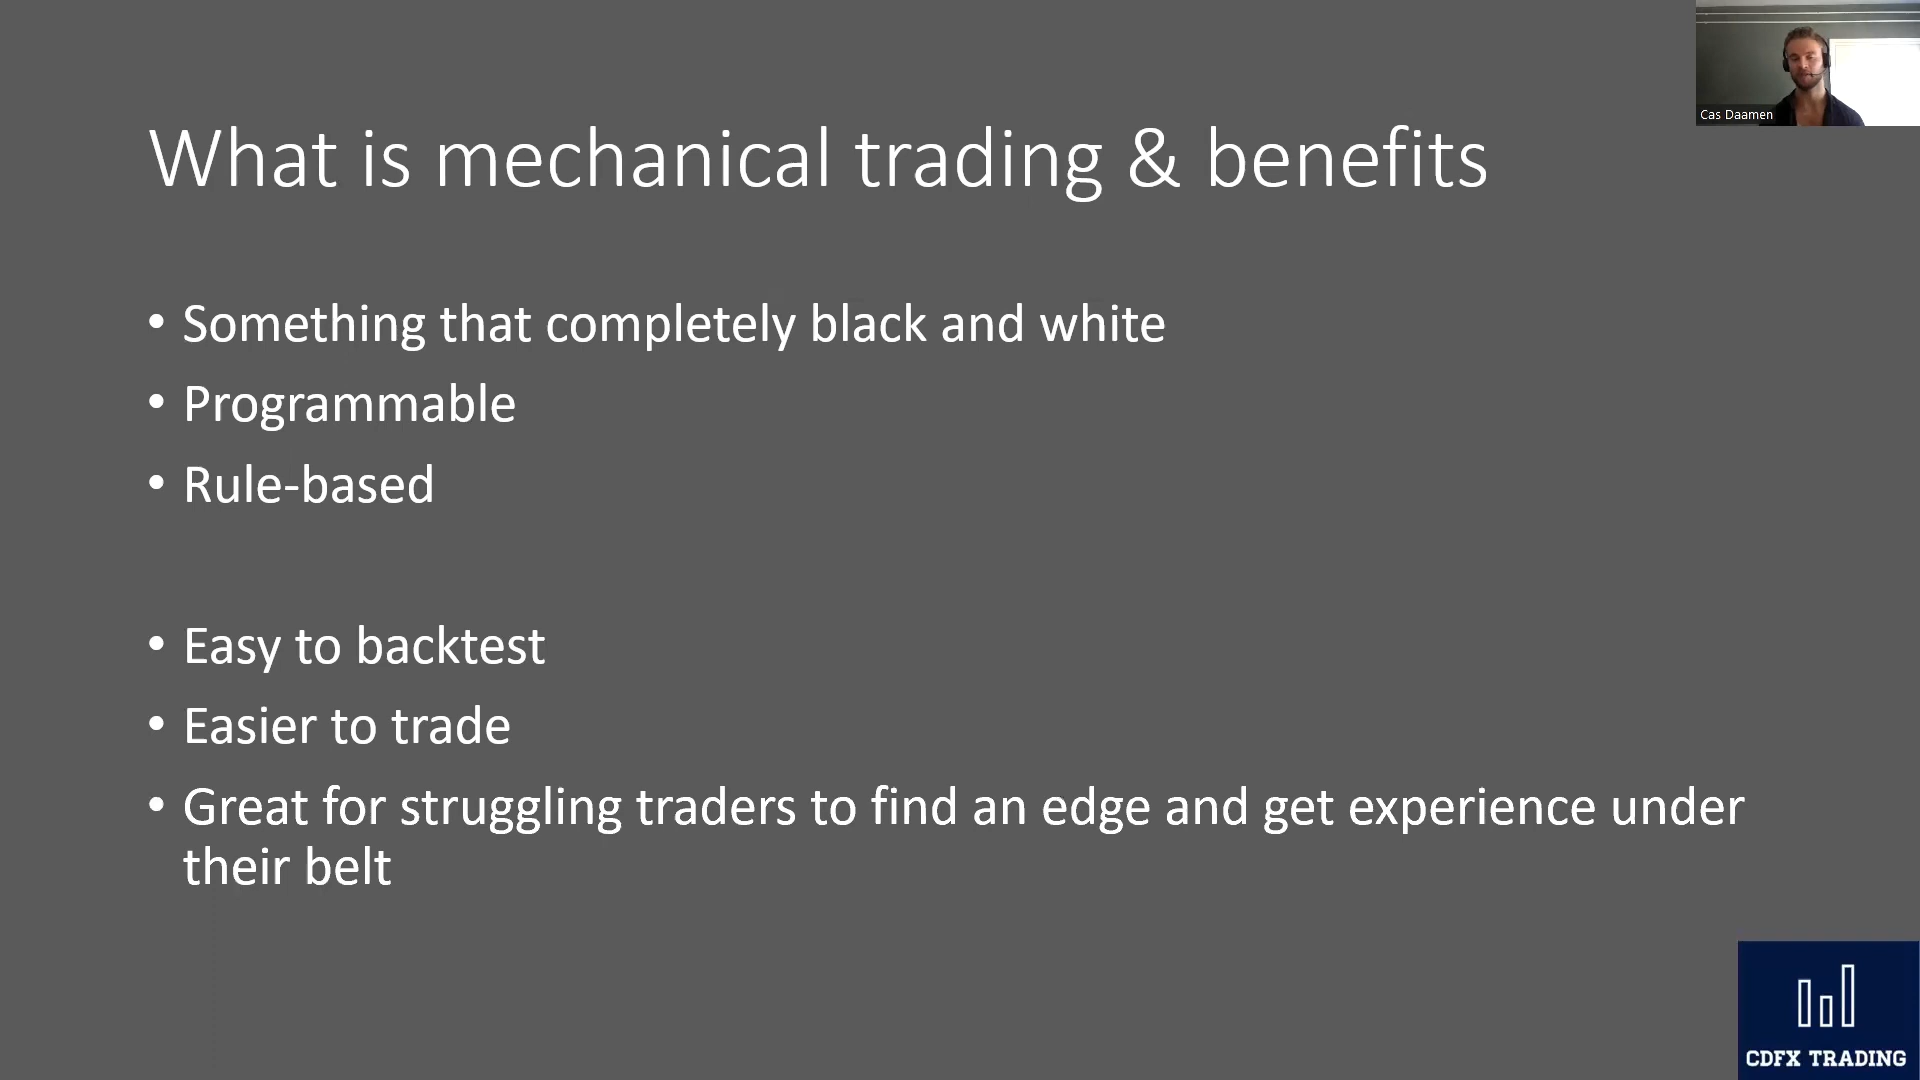 Cas Daamen
What is mechanical trading & benefits
• Something that completely black and white
• Programmable
• Rule-based
• Easy to backtest
• Easier to trade
• Great for struggling traders to find an edge and get experience under
their belt
CDFX TRADING